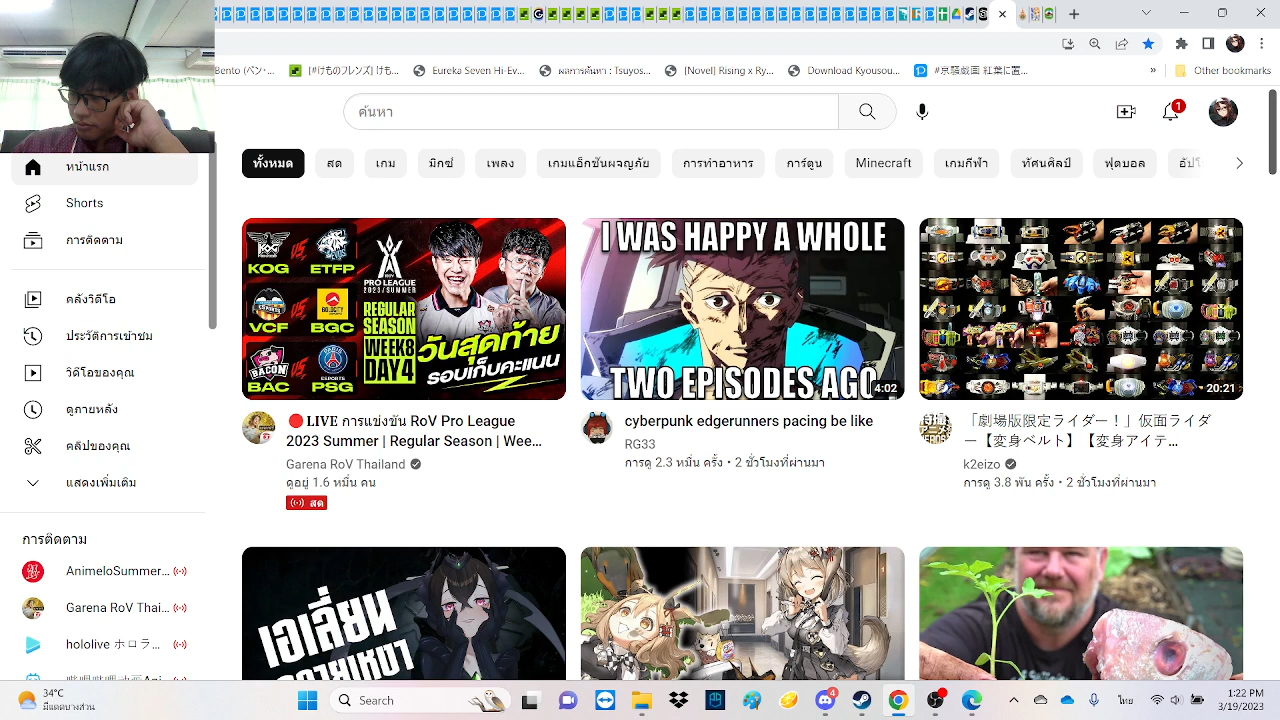 Bento (ベン・...
[#けものフレンズ] けも...
#京騒戯画 紅葉に置...
Other bookmarks
ค้นหา
1
ทั้งหมด
สด
เกม
มิกซ์
เพลง
เกมแอ็กชันผจญภัย
การทำอาหาร
การ์ตูน
Minecraft
เกมกีฬา
ทัศนศิลป์
ฟุตบอล
หน้าแรก
Shorts
การติดตาม
คลังวิดีโอ
ประวัติการเข้าชม
วิดีโอของคุณ
ดูภายหลัง
คลิปของคุณ
แสดงเพิ่มเติม
การติดตาม
AnimeloSummer...
Garena RoV Thai...
hololive ホロラ...
KOG VS ETFP
VCF VS BGC
BAC VS PSG
PRO LEAGUE
2023/SUMMER
REGULAR
SEASON
WEEK8
DAY4
วันสุดท้าย
รอบเก็บคะแนน
🔴 LIVE การแข่งขัน RoV Pro League
2023 Summer | Regular Season | Wee...
Garena RoV Thailand
ดูอยู่ 1.6 หมื่น คน
สด
I WAS HAPPY A WHOLE
TWO EPISODES AGO
4:02
cyberpunk edgerunners pacing be like
RG33
การดู 2.3 หมื่น ครั้ง • 2 ชั่วโมงที่ผ่านมา
20:21
「劇場版限定ライダー！」仮面ライダ
ー【変身ベルト】【変身アイテ...
k2eizo
การดู 3.8 พัน ครั้ง • 2 ชั่วโมงที่ผ่านมา
เอเลี่ยน
34°C
มีแดดบางส่วน
Search
4
ไทย
1:22 PM
3/19/2023